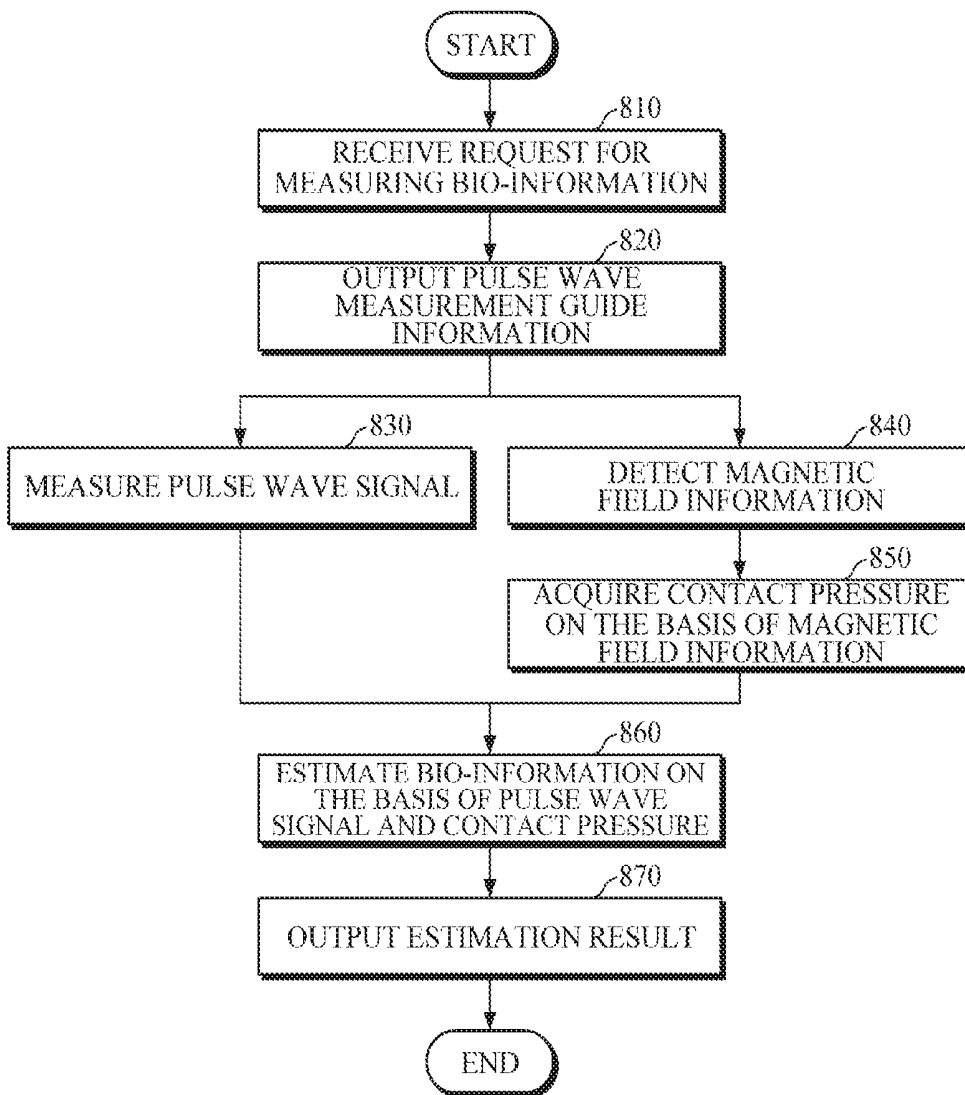 START
810
RECEIVE REQUEST FOR
MEASURING BIO-INFORMATION
820
OUTPUT PULSE WAVE
MEASUREMENT GUIDE
INFORMATION
830
MEASURE PULSE WAVE SIGNAL
840
DETECT MAGNETIC
FIELD INFORMATION
850
ACQUIRE CONTACT PRESSURE
ON THE BASIS OF MAGNETIC
FIELD INFORMATION
860
ESTIMATE BIO-INFORMATION ON
THE BASIS OF PULSE WAVE
SIGNAL AND CONTACT PRESSURE
870
OUTPUT ESTIMATION RESULT
END